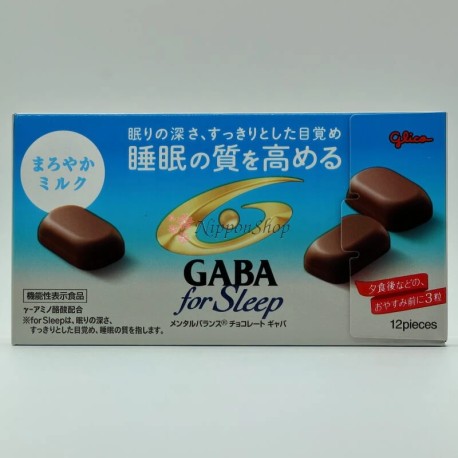 眠りの深さ、すっきりとした目覚め
睡眠の質を高める
まろやか
ミルク
Glico
NipponShop
GABA
for Sleep
メンタルバランス® チョコレート ギャバ
機能性表示食品
γ-アミノ酪酸配合
※for Sleepは、眠りの深さ、
すっきりとした目覚め、睡眠の質を指します。
夕食後などの、
おやすみ前に3粒
12pieces